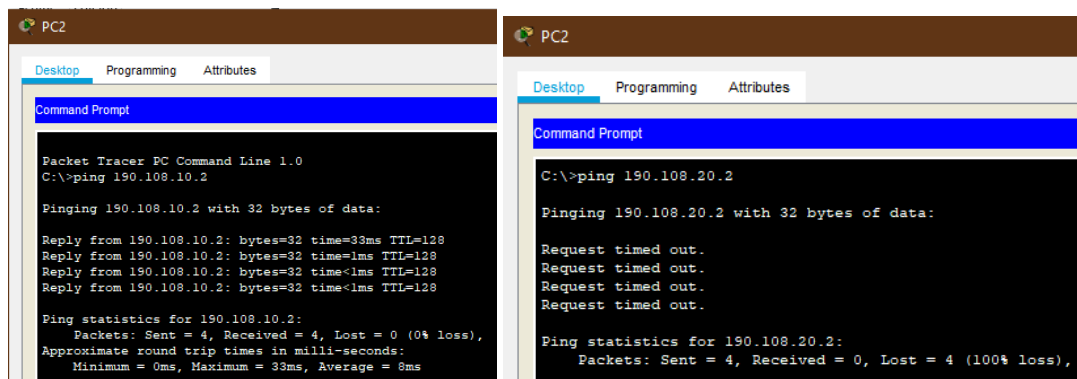 PC2
Desktop Programming Attributes
Command Prompt
Packet Tracer PC Command Line 1.0
C:\>ping 190.108.10.2
Pinging 190.108.10.2 with 32 bytes of data:
Reply from 190.108.10.2: bytes=32 time=33ms TTL=128
Reply from 190.108.10.2: bytes=32 time=1ms TTL=128
Reply from 190.108.10.2: bytes=32 time<1ms TTL=128
Reply from 190.108.10.2: bytes=32 time<1ms TTL=128
Ping statistics for 190.108.10.2:
Packets: Sent = 4, Received = 4, Lost = 0 (0% loss),
Approximate round trip times in milli-seconds:
Minimum = 0ms, Maximum = 33ms, Average = 8ms
PC2
Desktop Programming Attributes
Command Prompt
C:\>ping 190.108.20.2
Pinging 190.108.20.2 with 32 bytes of data:
Request timed out.
Request timed out.
Request timed out.
Request timed out.
Ping statistics for 190.108.20.2:
Packets: Sent = 4, Received = 0, Lost = 4 (100% loss),